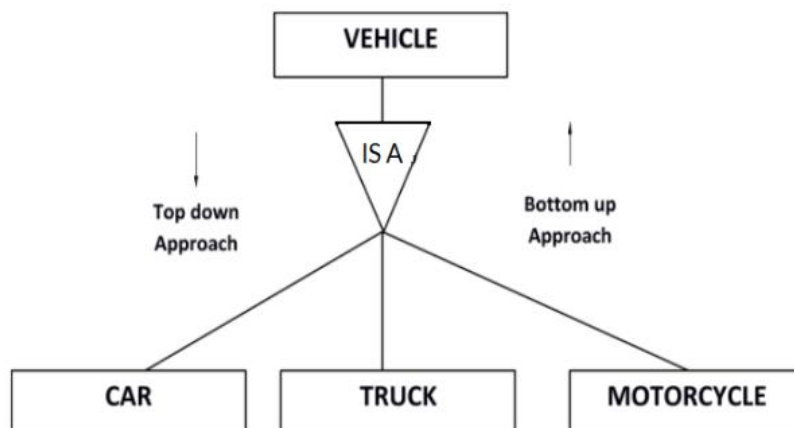 VEHICLE
IS A ,
Top down
Approach
Bottom up
Approach
CAR
TRUCK
MOTORCYCLE